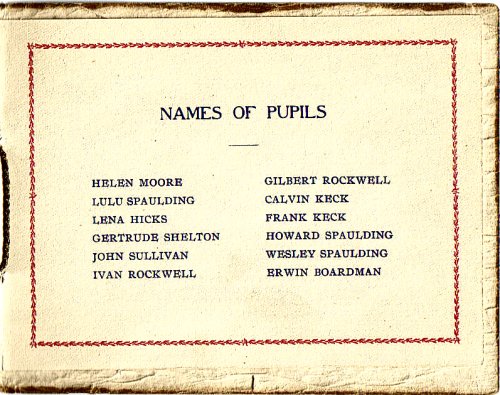 NAMES OF PUPILS
HELEN MOORE
LULU SPAULDING
LENA HICKS
GERTRUDE SHELTON
JOHN SULLIVAN
IVAN ROCKWELL
GILBERT ROCKWELL
CALVIN KECK
FRANK KECK
HOWARD SPAULDING
WESLEY SPAULDING
ERWIN BOARDMAN